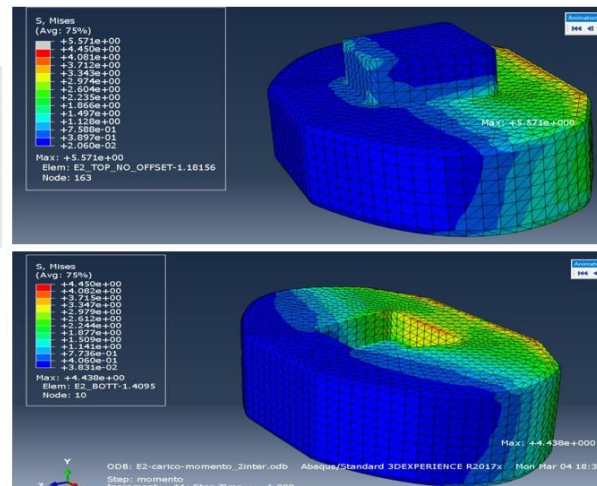 S, Mises
(Avg: 75%)
+5.571e+00
+4.450e+00
+4.081e+00
+3.712e+00
+3.343e+00
+2.974e+00
+2.604e+00
+2.235e+00
+1.866e+00
+1.497e+00
+1.128e+00
+7.588e-01
+3.897e-01
+2.060e-02
Max: +5.571e+00
Elem: E2_TOP_NO_OFFSET-1.18156
Node: 163
Animation
Max: +5.571e+00
S, Mises
(Avg: 75%)
+4.450e+00
+4.082e+00
+3.715e+00
+3.347e+00
+2.979e+00
+2.612e+00
+2.244e+00
+1.877e+00
+1.509e+00
+1.141e+00
+7.736e-01
+4.060e-01
+3.831e-02
Max: +4.438e+00
Elem: E2_BOTT-1.4095
Node: 10
Animation
Max: +4.438e+00
Y
Z
ODB: E2-carico-momento_2inter.odb Abaqus/Standard 3DEXPERIENCE R2017x Mon Mar 04 18:3
Step: momento